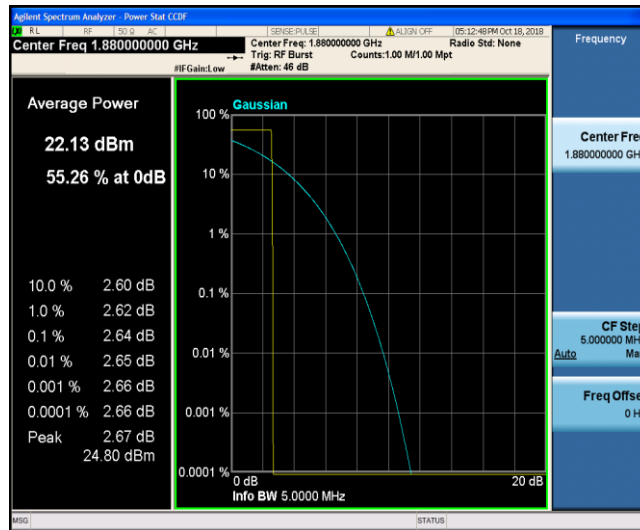 Agilent Spectrum Analyzer - Power Stat CCDF
RL RF 50 Ω AC SENSE:PULSE ALIGN OFF 05:12:48 PM Oct 18, 2018
Center Freq 1.880000000 GHz
Center Freq: 1.880000000 GHz Radio Std: None
Trig: RF Burst Counts:1.00 M/1.00 Mpt
#IFGain:Low #Atten: 46 dB
Frequency
Average Power
22.13 dBm
55.26 % at 0dB
10.0 % 2.60 dB
1.0 % 2.62 dB
0.1 % 2.64 dB
0.01 % 2.65 dB
0.001 % 2.66 dB
0.0001 % 2.66 dB
Peak 2.67 dB
24.80 dBm
Gaussian
100 %
10 %
1 %
0.1 %
0.01 %
0.001 %
0.0001 %
0 dB 20 dB
Info BW 5.0000 MHz
Center Fre
1.880000000 GH
CF Step
5.000000 MH
Auto Ma
Freq Offse
0 H
MSG STATUS